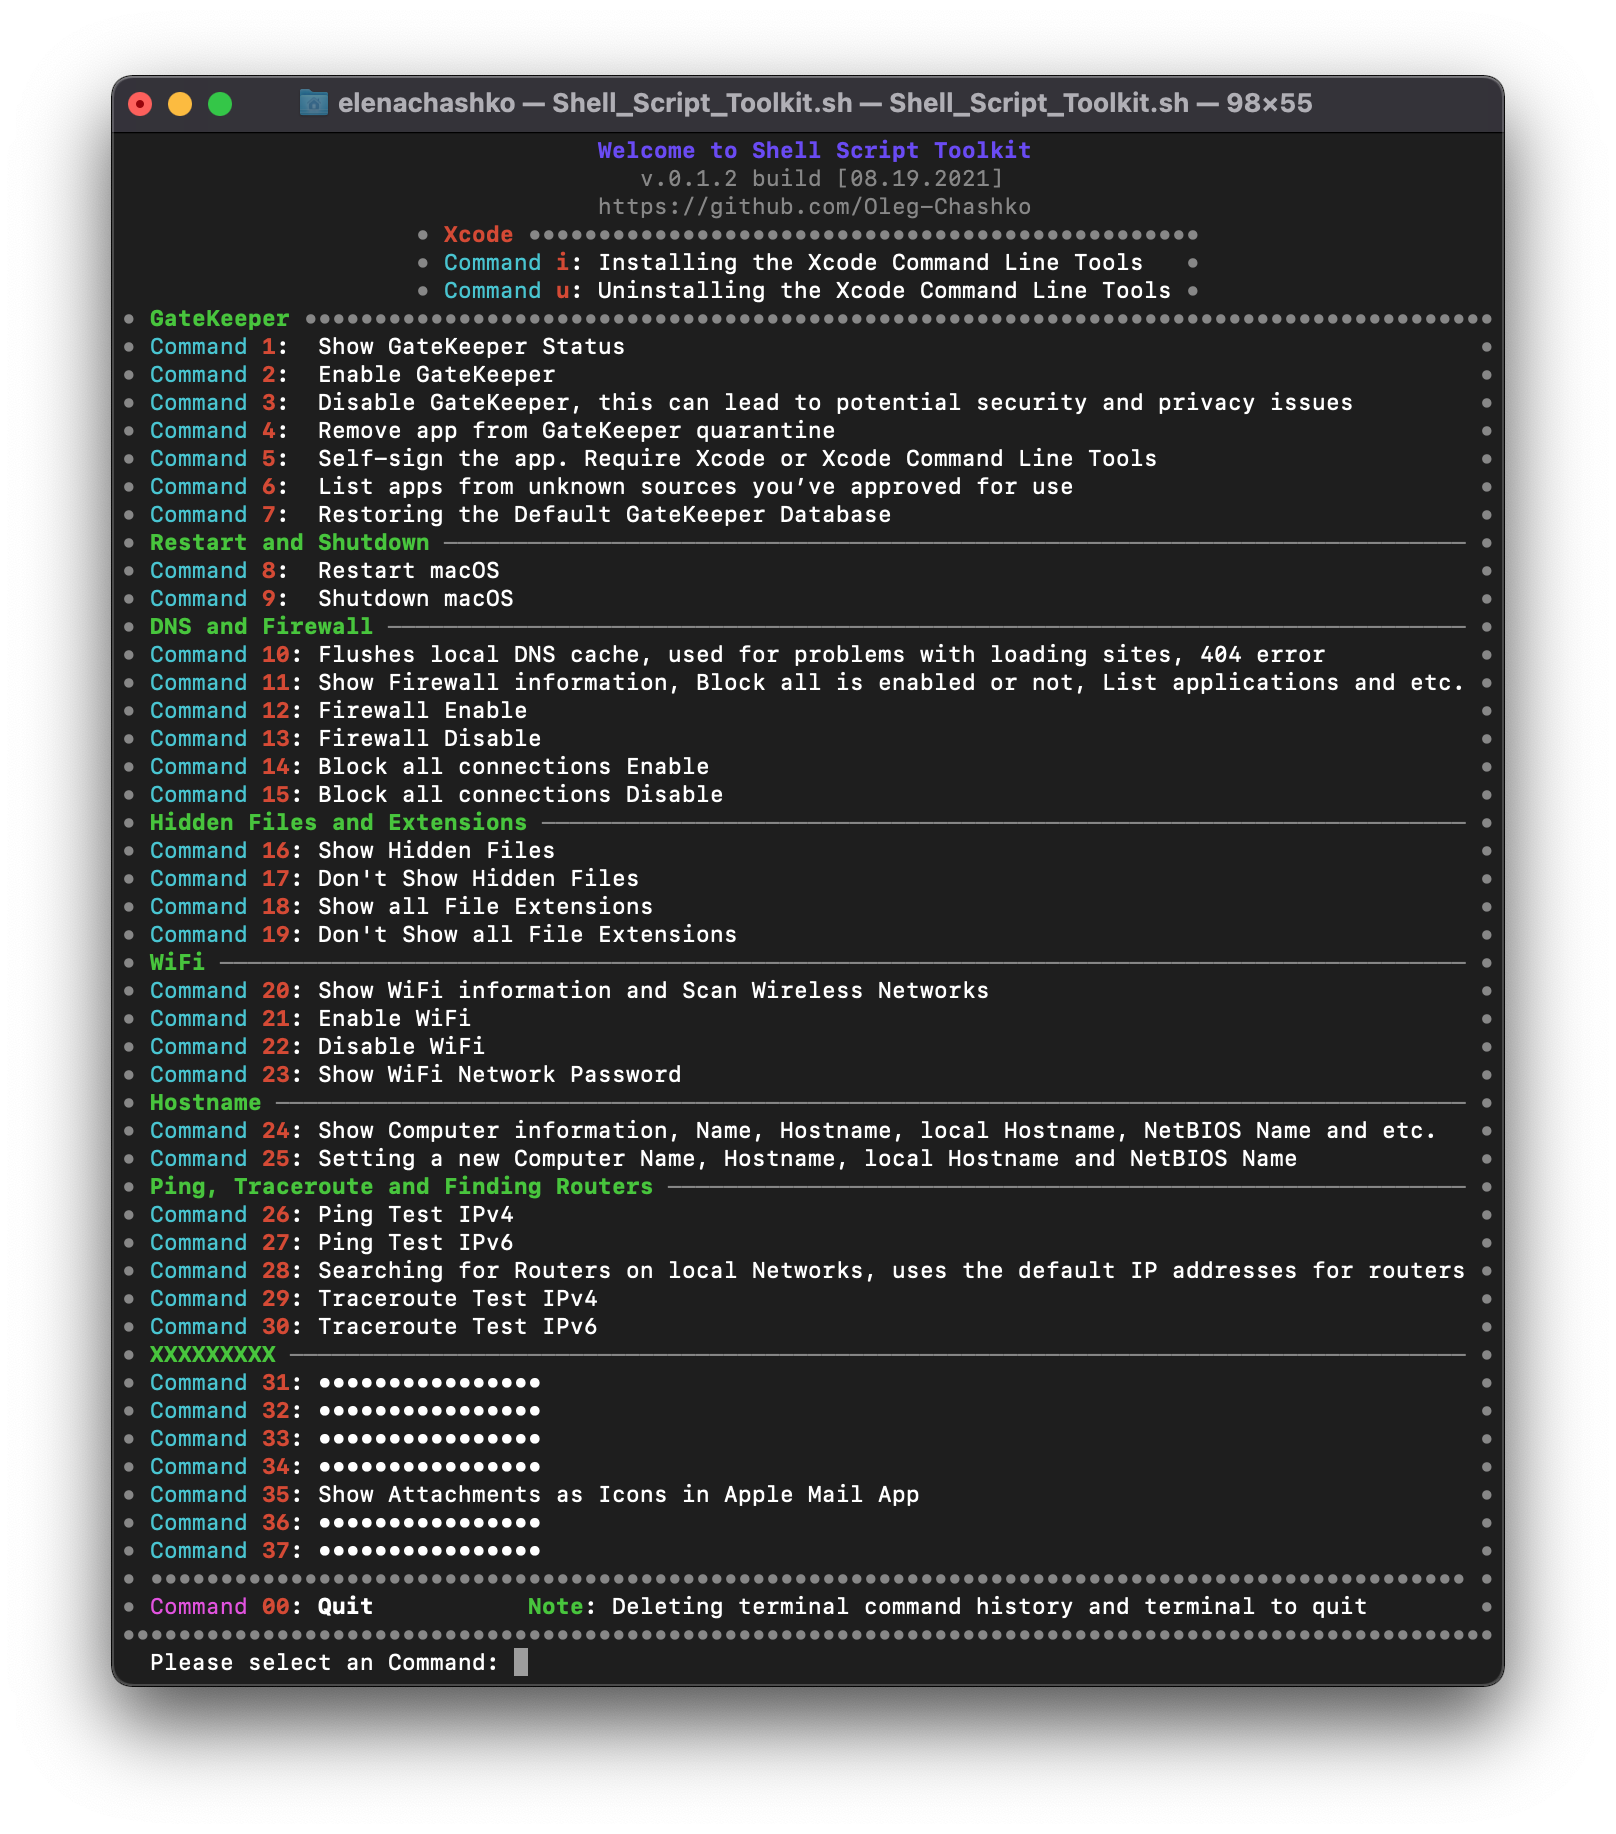 elenachashko — Shell_Script_Toolkit.sh — Shell_Script_Toolkit.sh — 98×55
Welcome to Shell Script Toolkit
v.0.1.2 build [08.19.2021]
https://github.com/Oleg-Chashko
● Xcode ●●●●●●●●●●●●●●●●●●●●●●●●●●●●●●●●●●●●●●●●●●●●●●●●
● Command i: Installing the Xcode Command Line Tools ●
● Command u: Uninstalling the Xcode Command Line Tools ●
● GateKeeper ●●●●●●●●●●●●●●●●●●●●●●●●●●●●●●●●●●●●●●●●●●●●●●●●●●●●●●●●●●●●●●●●●●●●●●●●●●●●●●●●●●●●●
● Command 1: Show GateKeeper Status ●
● Command 2: Enable GateKeeper ●
● Command 3: Disable GateKeeper, this can lead to potential security and privacy issues ●
● Command 4: Remove app from GateKeeper quarantine ●
● Command 5: Self-sign the app. Require Xcode or Xcode Command Line Tools ●
● Command 6: List apps from unknown sources you’ve approved for use ●
● Command 7: Restoring the Default GateKeeper Database ●
● Restart and Shutdown ●
● Command 8: Restart macOS ●
● Command 9: Shutdown macOS ●
● DNS and Firewall ●
● Command 10: Flushes local DNS cache, used for problems with loading sites, 404 error ●
● Command 11: Show Firewall information, Block all is enabled or not, List applications and etc. ●
● Command 12: Firewall Enable ●
● Command 13: Firewall Disable ●
● Command 14: Block all connections Enable ●
● Command 15: Block all connections Disable ●
● Hidden Files and Extensions ●
● Command 16: Show Hidden Files ●
● Command 17: Don't Show Hidden Files ●
● Command 18: Show all File Extensions ●
● Command 19: Don't Show all File Extensions ●
● WiFi ●
● Command 20: Show WiFi information and Scan Wireless Networks ●
● Command 21: Enable WiFi ●
● Command 22: Disable WiFi ●
● Command 23: Show WiFi Network Password ●
● Hostname ●
● Command 24: Show Computer information, Name, Hostname, local Hostname, NetBIOS Name and etc. ●
● Command 25: Setting a new Computer Name, Hostname, local Hostname and NetBIOS Name ●
● Ping, Traceroute and Finding Routers ●
● Command 26: Ping Test IPv4 ●
● Command 27: Ping Test IPv6 ●
● Command 28: Searching for Routers on local Networks, uses the default IP addresses for routers ●
● Command 29: Traceroute Test IPv4 ●
● Command 30: Traceroute Test IPv6 ●
● XXXXXXXXX ●
● Command 31: ●●●●●●●●●●●●●●●● ●
● Command 32: ●●●●●●●●●●●●●●●● ●
● Command 33: ●●●●●●●●●●●●●●●● ●
● Command 34: ●●●●●●●●●●●●●●●● ●
● Command 35: Show Attachments as Icons in Apple Mail App ●
● Command 36: ●●●●●●●●●●●●●●●● ●
● Command 37: ●●●●●●●●●●●●●●●● ●
● Command 00: Quit Note: Deleting terminal command history and terminal to quit ●
Please select an Command: